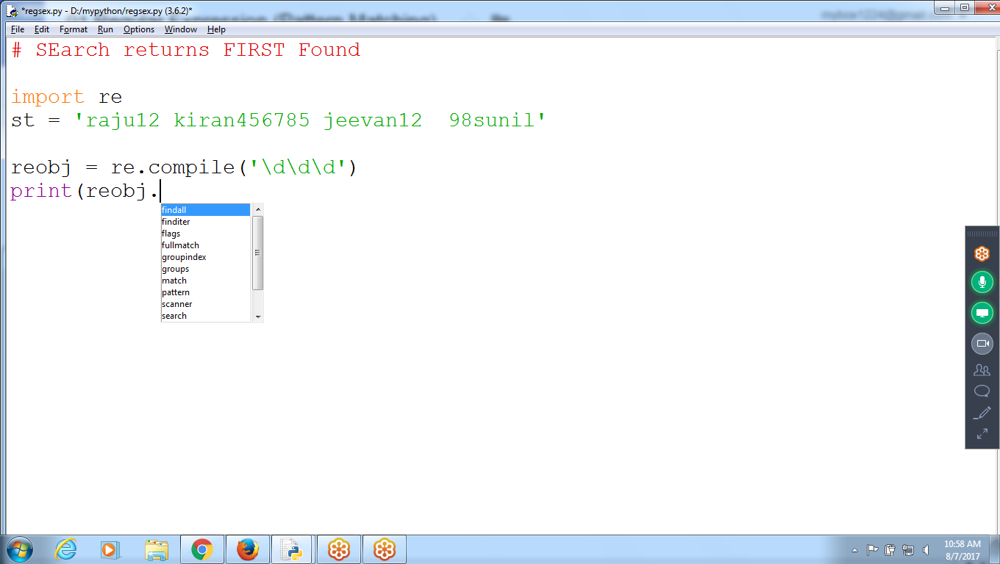 *regsex.py - D:/mypython/regsex.py (3.6.2)*
File Edit Format Run Options Window Help
# SEarch returns FIRST Found
import re
st = 'raju12 kiran456785 jeevan12  98sunil'
reobj = re.compile('\d\d\d')
print(reobj.
findall
finditer
flags
fullmatch
groupindex
groups
match
pattern
scanner
search
10:58 AM
8/7/2017